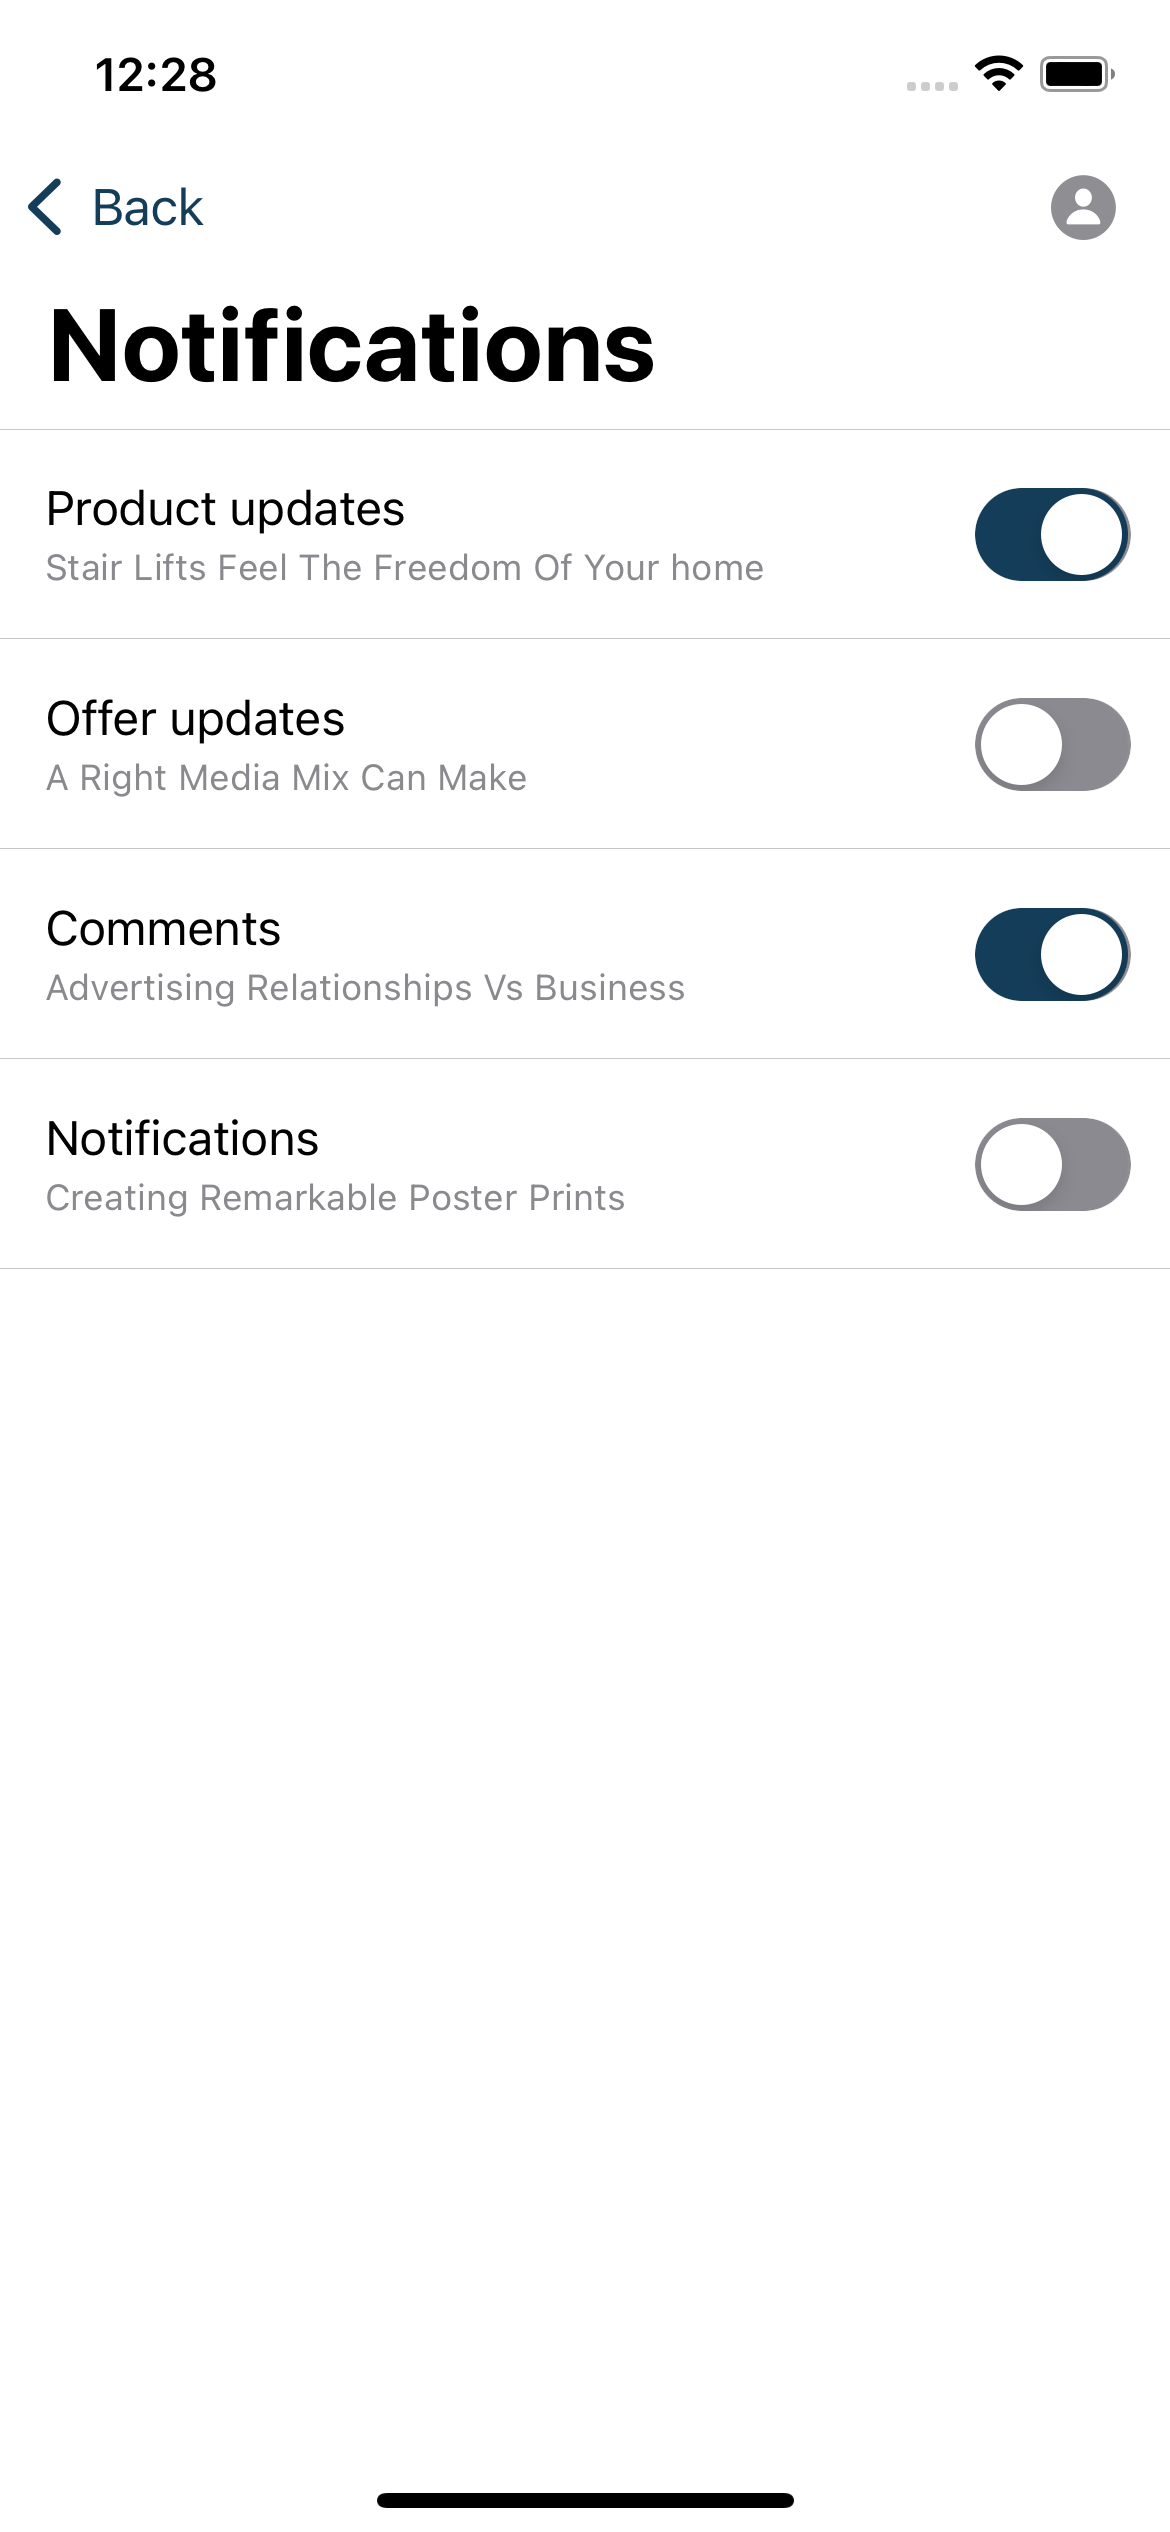 12:28
Back
Notifications
Product updates
Stair Lifts Feel The Freedom Of Your home
Offer updates
A Right Media Mix Can Make
Comments
Advertising Relationships Vs Business
Notifications
Creating Remarkable Poster Prints